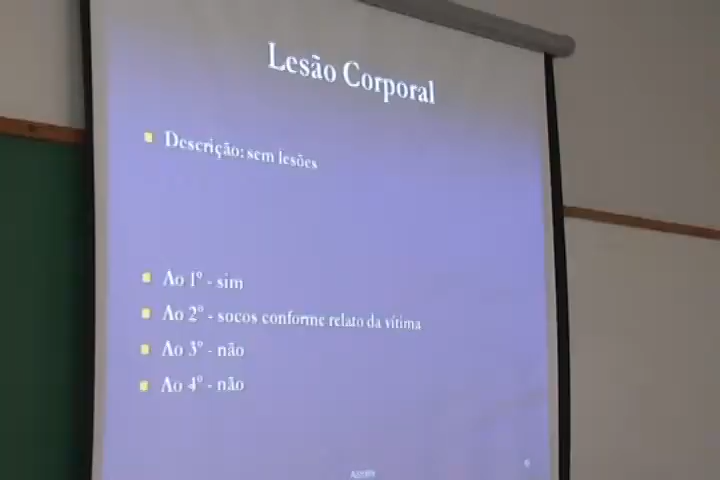 Lesão Corporal
Descrição: sem lesões
Ao 1º - sim
Ao 2º - socos conforme relato da vítima
Ao 3º - não
Ao 4º - não